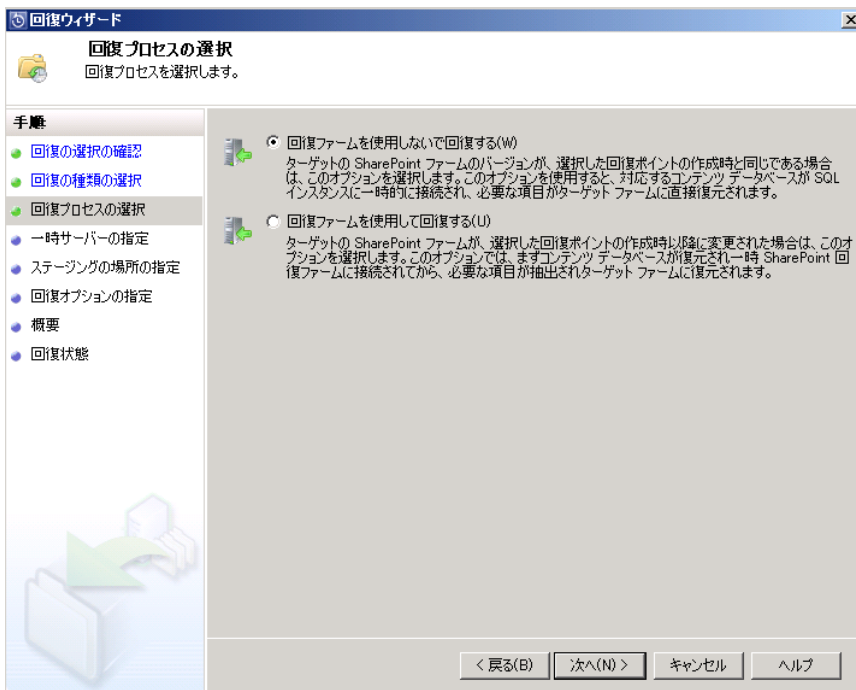 回復ウィザード
回復プロセスの選択
回復プロセスを選択します。
手順
回復の選択の確認
回復の種類の選択
回復プロセスの選択
一時サーバーの指定
ステージングの場所の指定
回復オプションの指定
概要
回復状態
回復ファームを使用しないで回復する(W)
ターゲットの SharePoint ファームのバージョンが、選択した回復ポイントの作成時と同じである場合
は、このオプションを選択します。このオプションを使用すると、対応するコンテンツ データベースが SQL
インスタンスに一時的に接続され、必要な項目がターゲット ファームに直接復元されます。
回復ファームを使用して回復する(U)
ターゲットの SharePoint ファームが、選択した回復ポイントの作成時以降に変更された場合は、このオ
プションを選択します。このオプションでは、まずコンテンツ データベースが復元され一時 SharePoint 回
復ファームに接続されてから、必要な項目が抽出されターゲット ファームに復元されます。
< 戻る(B)
次へ(N) >
キャンセル
ヘルプ